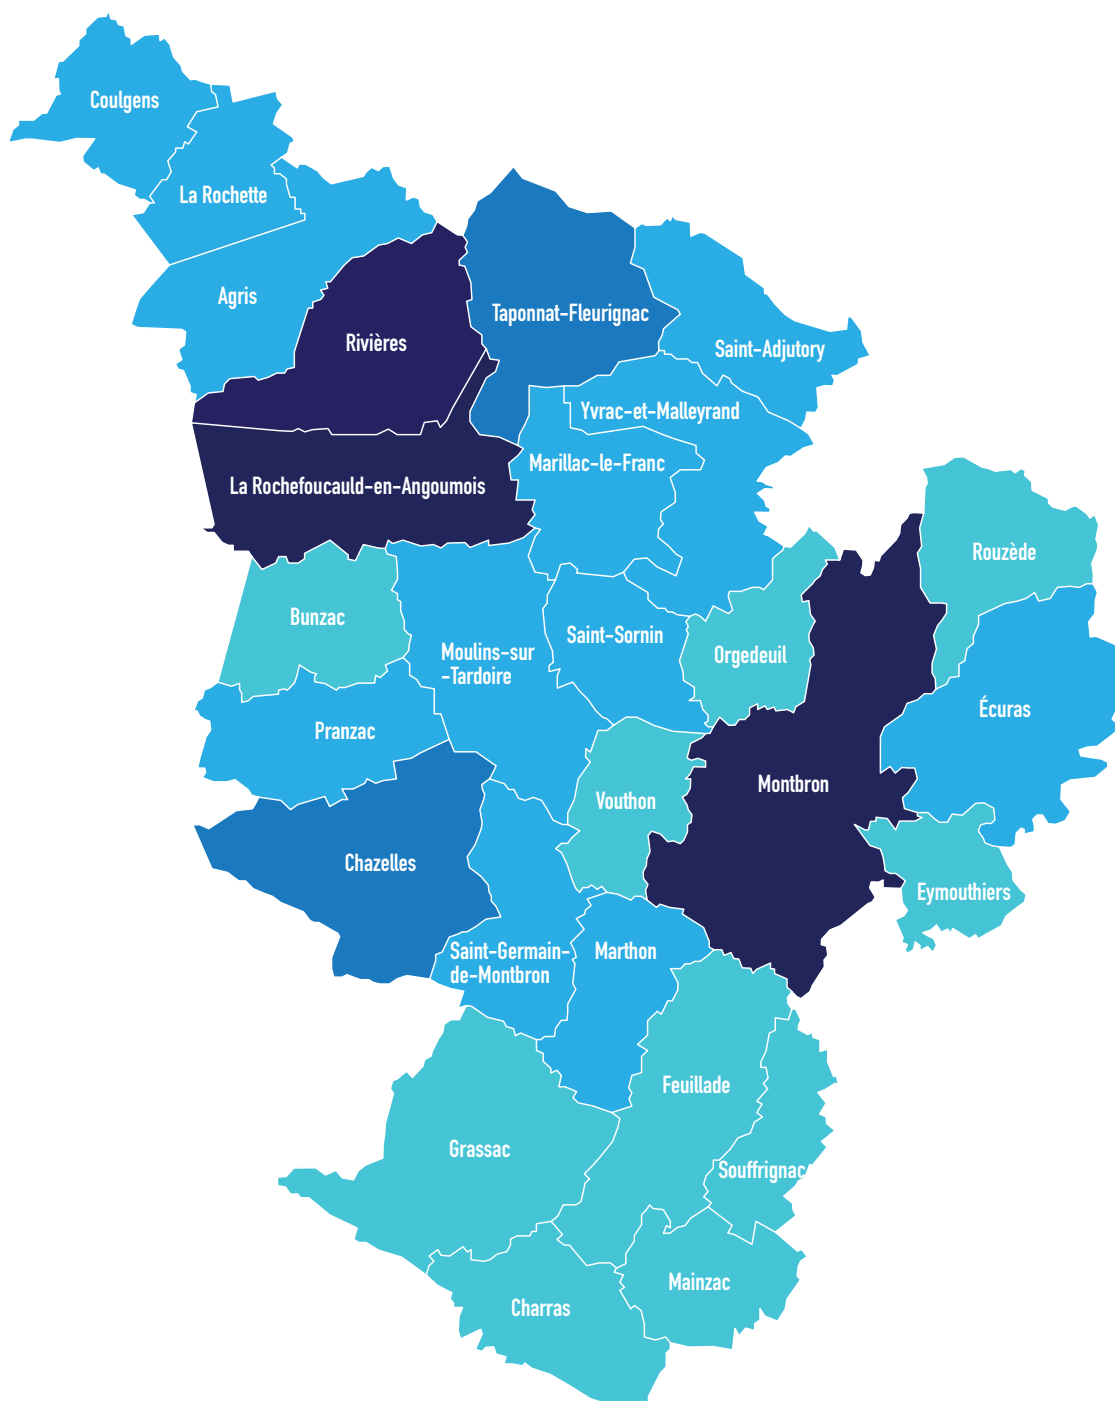 Coulgens
La Rochette
Agris
Rivières
Taponnat-Fleurignac
Saint-Adjutory
Yvrac-et-Malleyrand
Marillac-le-Franc
La Rochefoucauld-en-Angoumois
Rouzède
Bunzac
Saint-Sornin
Moulins-sur
-Tardoire
Orgedeuil
Écuras
Pranzac
Montbron
Vouthon
Chazelles
Eymouthiers
Saint-Germain-
de-Montbron
Marthon
Feuillade
Grassac
Souffrignac
Mainzac
Charras